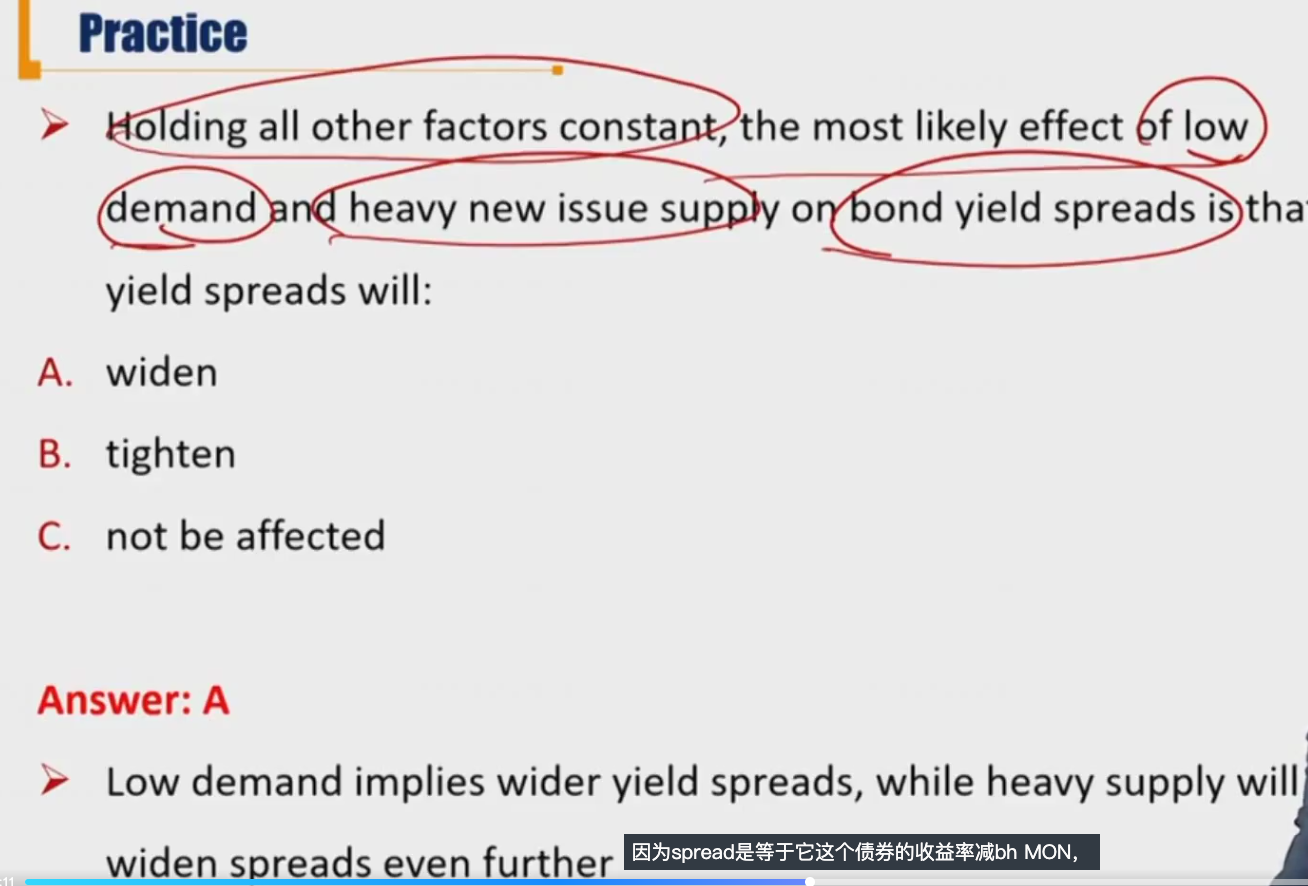 Practice
Holding all other factors constant, the most likely effect of low
demand and heavy new issue supply on bond yield spreads is tha
yield spreads will:
A. widen
B. tighten
C. not be affected
Answer: A
Low demand implies wider yield spreads, while heavy supply will
widen spreads even further
因为spread是等于它这个债券的收益率减bh MON，
:11